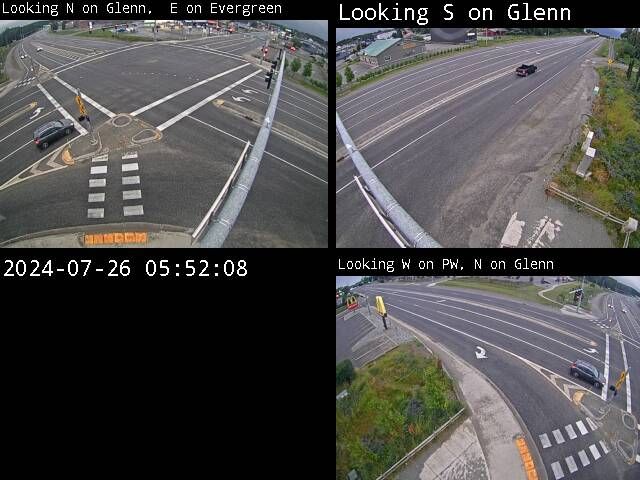 Looking N on Glenn,  E on Evergreen
Looking S on Glenn
2024-07-26 05:52:08
Looking W on PW, N on Glenn